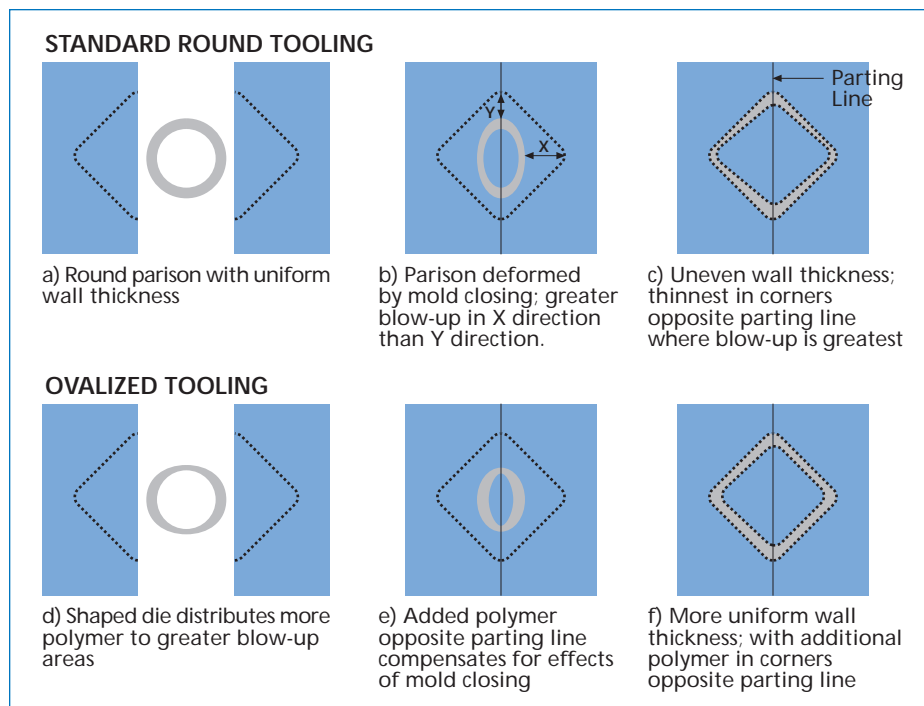 STANDARD ROUND TOOLING
Parting
Line
Y
X
a) Round parison with uniform
wall thickness
b) Parison deformed
by mold closing; greater
blow-up in X direction
than Y direction.
c) Uneven wall thickness;
thinnest in corners
opposite parting line
where blow-up is greatest
OVALIZED TOOLING
d) Shaped die distributes more
polymer to greater blow-up
areas
e) Added polymer
opposite parting line
compensates for effects
of mold closing
f) More uniform wall
thickness; with additional
polymer in corners
opposite parting line